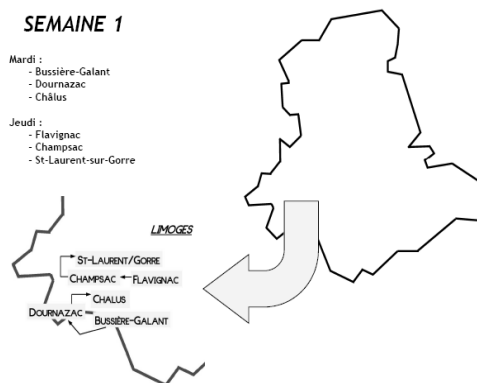 SEMAINE 1
Mardi :
- Bussière-Galant
- Dournazac
- Châlus
Jeudi :
- Flavignac
- Champsac
- St-Laurent-sur-Gorre
LIMOGES
ST-LAURENT/GORRE
CHAMPSAC
FLAVIGNAC
CHALUS
DOURNAZAC
BUSSIÈRE-GALANT